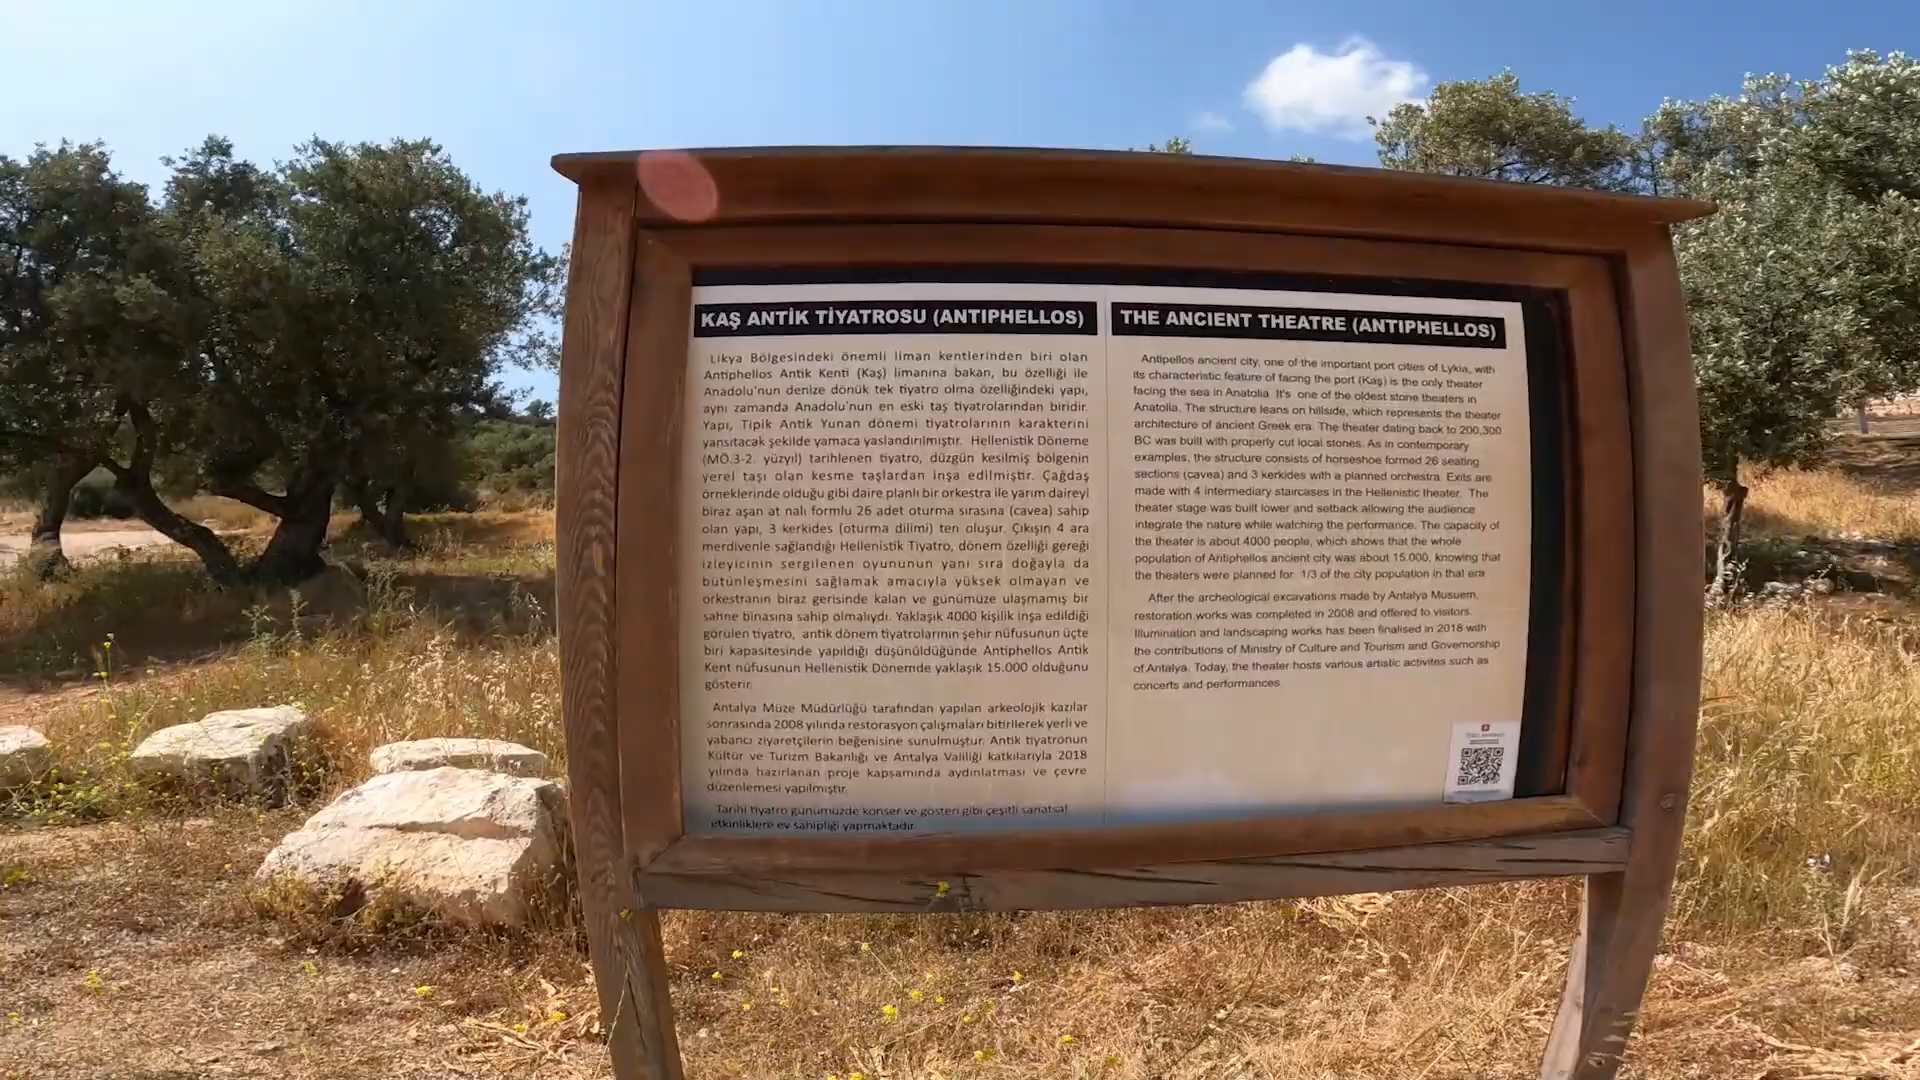 KAŞ ANTİK TİYATROSU (ANTIPHELLOS)
Likya Bölgesindeki önemli liman kentlerinden biri olan
Antiphellos Antik Kenti (Kaş) limanına bakan, bu özelliği ile
Anadolu'nun denize dönük tek tiyatro olma özelliğindeki yapı,
aynı zamanda Anadolu'nun en eski taş tiyatrolarından biridir.
Yapı, Tipik Antik Yunan dönemi tiyatrolarının karakterini
yansıtacak şekilde yamaca yaslandırılmıştır. Hellenistik Döneme
(MÖ.3-2. yüzyıl) tarihlenen tiyatro, düzgün kesilmiş bölgenin
yerel taşı olan kesme taşlardan inşa edilmiştir. Çağdaş
örneklerinde olduğu gibi daire planlı bir orkestra ile yarım daireyi
biraz aşan at nalı formlu 26 adet oturma sırasına (cavea) sahip
olan yapı, 3 kerkides (oturma dilimi) ten oluşur. Çıkışın 4 ara
merdivenle sağlandığı Hellenistik Tiyatro, dönem özelliği gereği
izleyicinin sergilenen oyununun yanı sıra doğayla da
bütünleşmesini sağlamak amacıyla yüksek olmayan ve
orkestranın biraz gerisinde kalan ve günümüze ulaşmamış bir
sahne binasına sahip olmalıydı. Yaklaşık 4000 kişilik inşa edildiği
görülen tiyatro, antik dönem tiyatrolarının şehir nüfusunun üçte
biri kapasitesinde yapıldığı düşünüldüğünde Antiphellos Antik
Kent nüfusunun Hellenistik Dönemde yaklaşık 15.000 olduğunu
gösterir.
Antalya Müze Müdürlüğü tarafından yapılan arkeolojik kazılar
sonrasında 2008 yılında restorasyon çalışmaları bitirilerek yerli ve
yabancı ziyaretçilerin beğenisine sunulmuştur. Antik tiyatronun
Kültür ve Turizm Bakanlığı ve Antalya Valiliği katkılarıyla 2018
yılında hazırlanan proje kapsamında aydınlatması ve çevre
düzenlemesi yapılmıştır.
Tarihi tiyatro günümüzde konser ve gösteri gibi çeşitli sanatsal
etkinliklere ev sahipliği yapmaktadır.
THE ANCIENT THEATRE (ANTIPHELLOS)
Antipellos ancient city, one of the important port cities of Lykia, with
its characteristic feature of facing the port (Kaş) is the only theater
facing the sea in Anatolia. It's one of the oldest stone theaters in
Anatolia. The structure leans on hillside, which represents the theater
architecture of ancient Greek era. The theater dating back to 200,300
BC was built with properly cut local stones. As in contemporary
examples, the structure consists of horseshoe formed 26 seating
sections (cavea) and 3 kerkides with a planned orchestra. Exits are
made with 4 intermediary staircases in the Hellenistic theater. The
theater stage was built lower and setback allowing the audience
integrate the nature while watching the performance. The capacity of
the theater is about 4000 people, which shows that the whole
population of Antiphellos ancient city was about 15.000, knowing that
the theaters were planned for 1/3 of the city population in that era
After the archeological excavations made by Antalya Musuem,
restoration works was completed in 2008 and offered to visitors.
Illumination and landscaping works has been finalised in 2018 with
the contributions of Ministry of Culture and Tourism and Governorship
of Antalya. Today, the theater hosts various artistic activites such as
concerts and performances